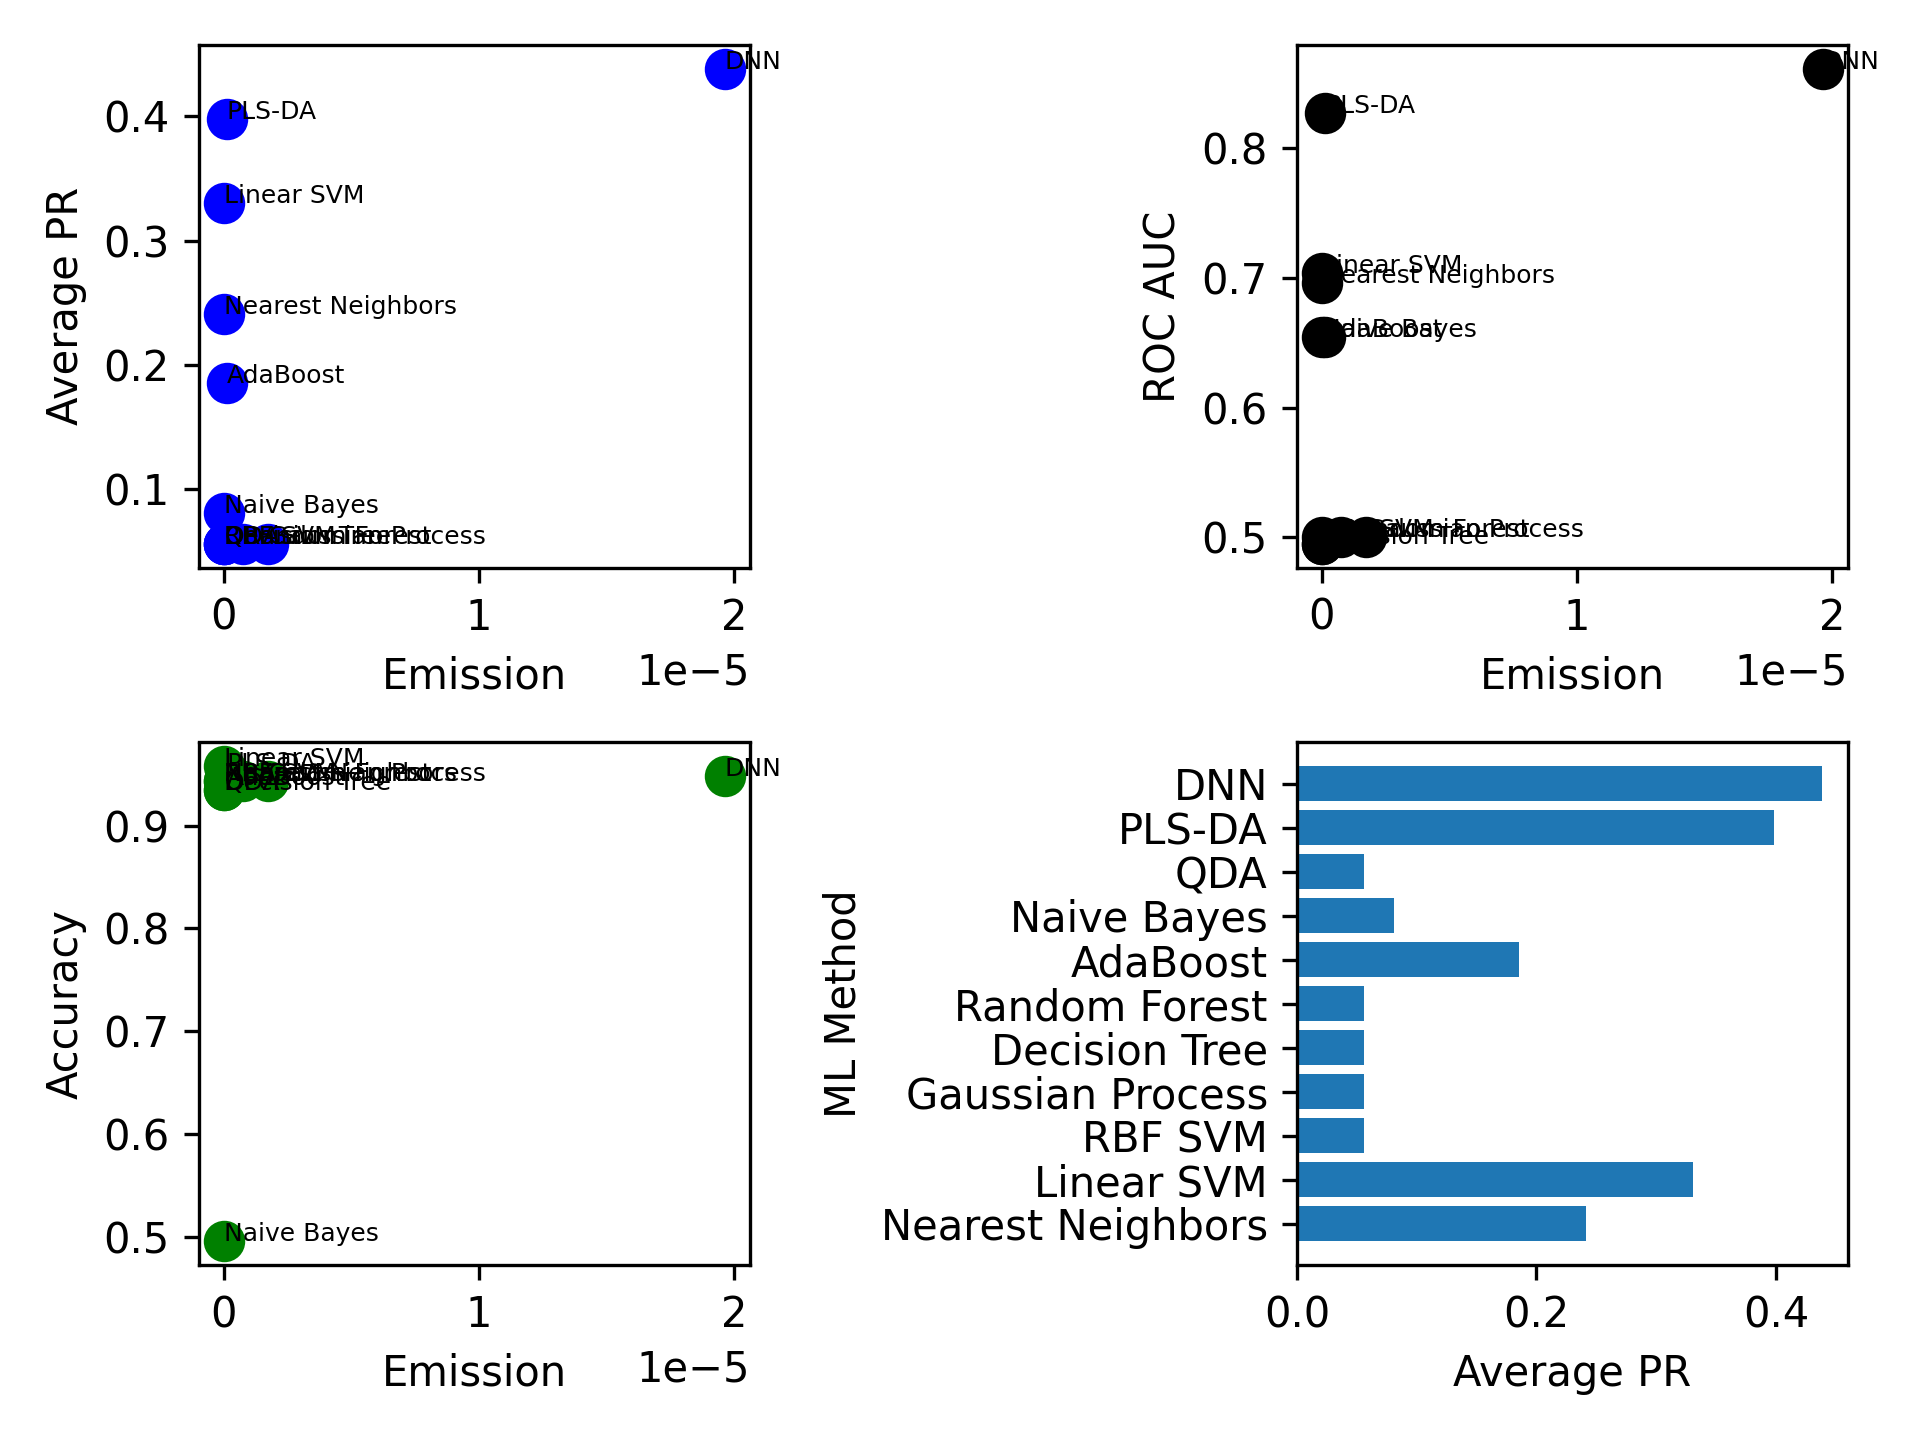 Average PR
0.4
0.3
0.2
0.1
DNN
PLS-DA
Linear SVM
Nearest Neighbors
AdaBoost
Naive Bayes
0
1
2
Emission
1e−5
ROC AUC
0.8
0.7
0.6
0.5
0
1
2
Emission
1e−5
Accuracy
0.9
0.8
0.7
0.6
0.5
Linear SVM
DNN
Naive Bayes
0
1
2
Emission
1e−5
ML Method
DNN
PLS-DA
QDA
Naive Bayes
AdaBoost
Random Forest
Decision Tree
Gaussian Process
RBF SVM
Linear SVM
Nearest Neighbors
0.0
0.2
0.4
Average PR